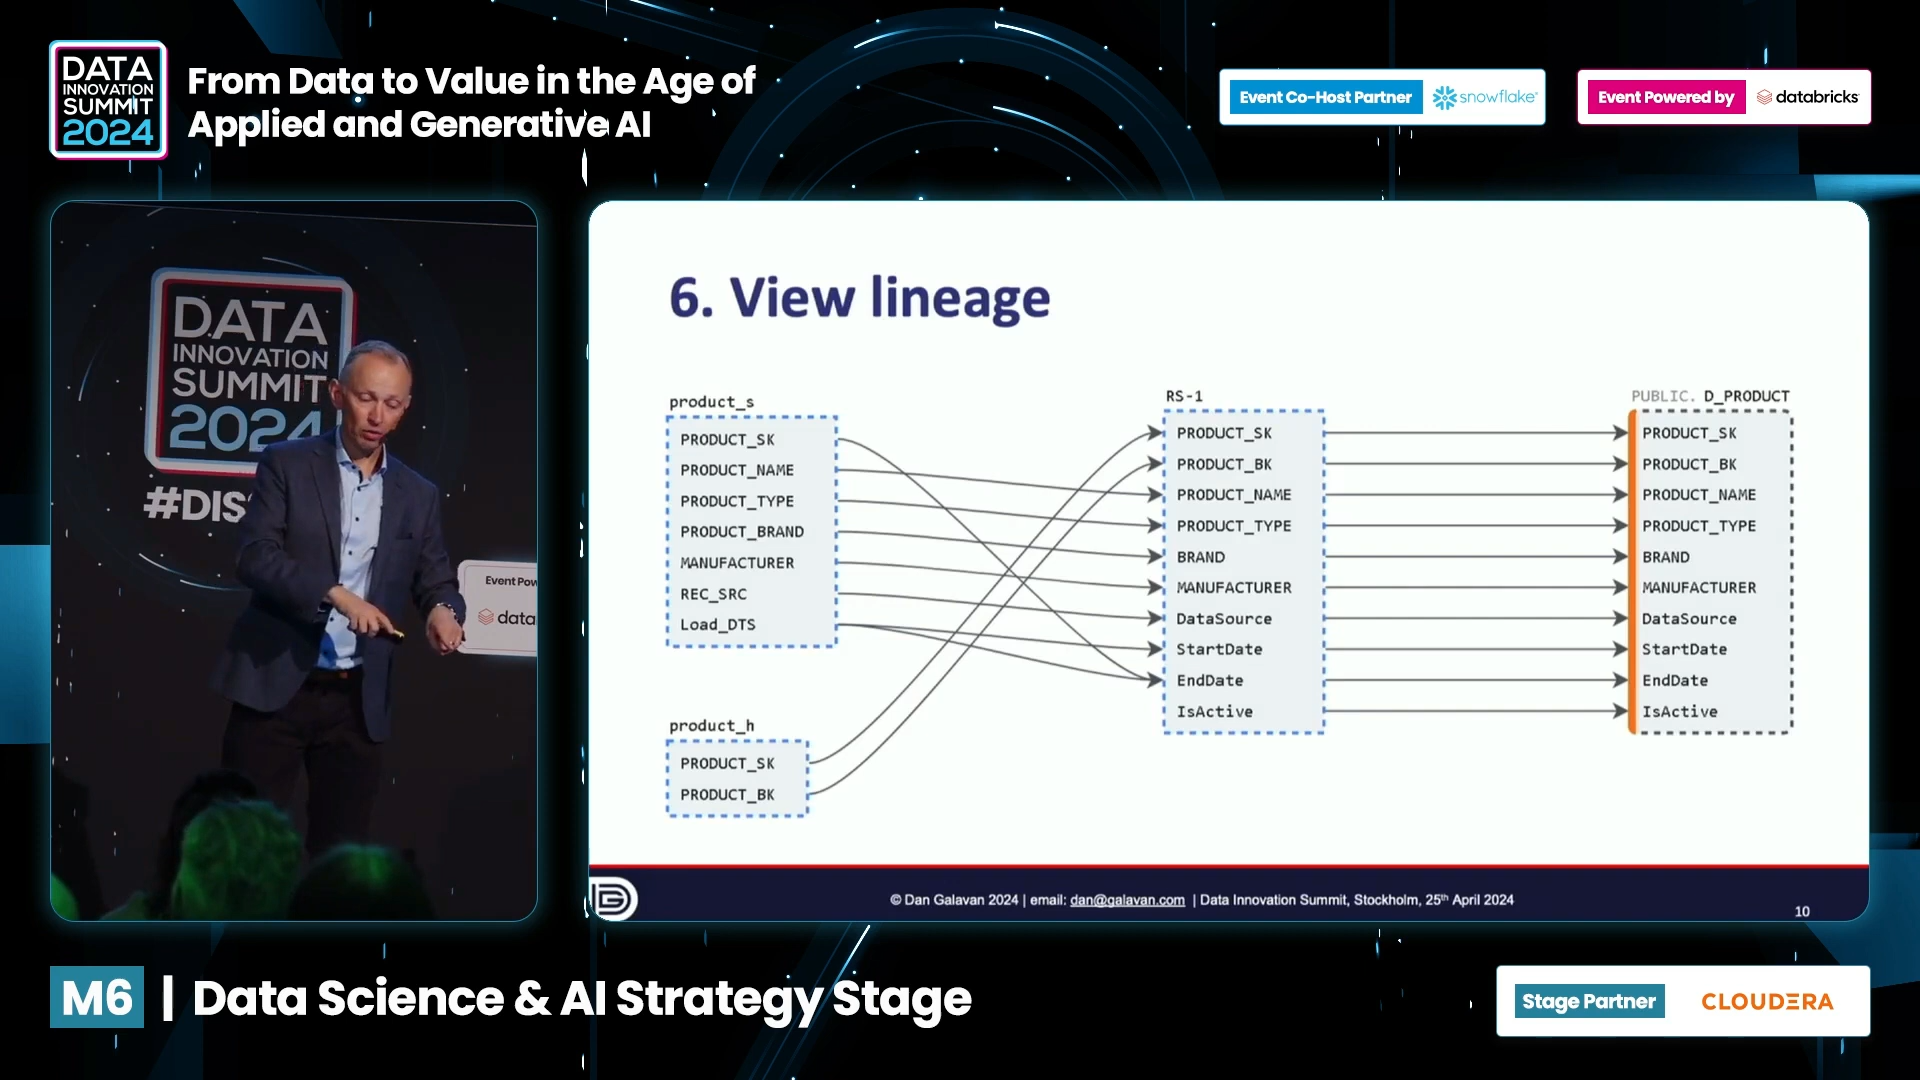 DATA
INNOVATION
SUMMIT
2024
From Data to Value in the Age of
Applied and Generative AI
Event Co-Host Partner
snowflake
Event Powered by
databricks
DATA
INNOVATION
SUMMIT
2024
#DIS
Event Pow
data
6. View lineage
product_s
PRODUCT_SK
PRODUCT_NAME
PRODUCT_TYPE
PRODUCT_BRAND
MANUFACTURER
REC_SRC
Load_DTS
product_h
PRODUCT_SK
PRODUCT_BK
RS-1
PRODUCT_SK
PRODUCT_BK
PRODUCT_NAME
PRODUCT_TYPE
BRAND
MANUFACTURER
DataSource
StartDate
EndDate
IsActive
PUBLIC. D_PRODUCT
PRODUCT_SK
PRODUCT_BK
PRODUCT_NAME
PRODUCT_TYPE
BRAND
MANUFACTURER
DataSource
StartDate
EndDate
IsActive
© Dan Galavan 2024 | email: dan@galavan.com | Data Innovation Summit, Stockholm, 25th April 2024
10
M6 | Data Science & AI Strategy Stage
Stage Partner
CLOUDERA